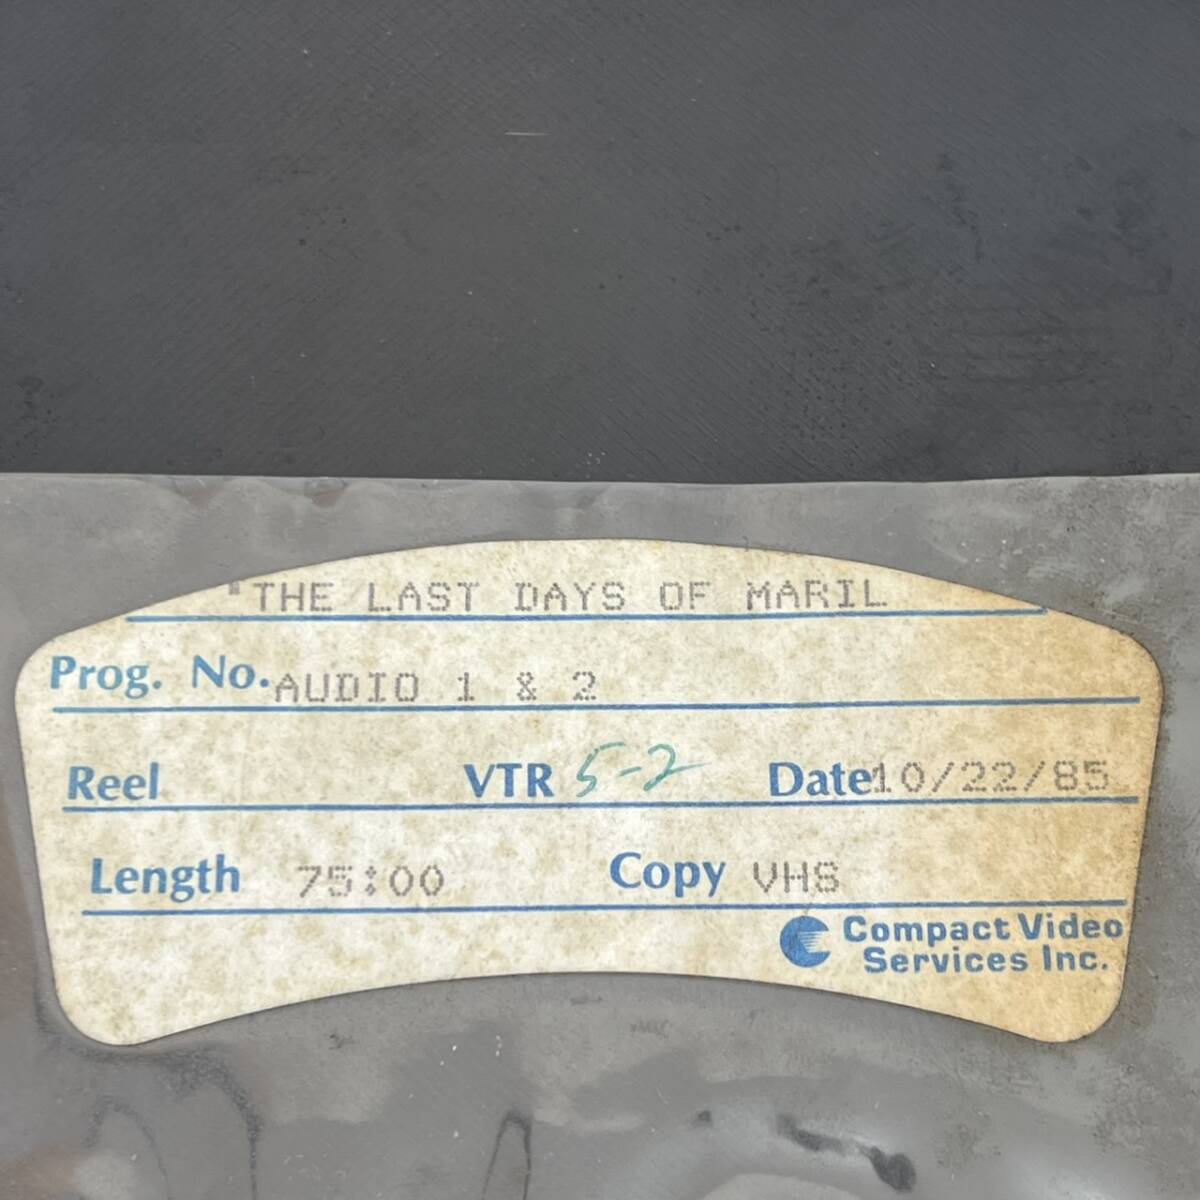 "THE LAST DAYS OF MARIL
Prog. No. AUDIO 1 & 2
Reel VTR 5-2 Date 10/22/85
Length 75:00 Copy VHS
Compact Video
Services Inc.